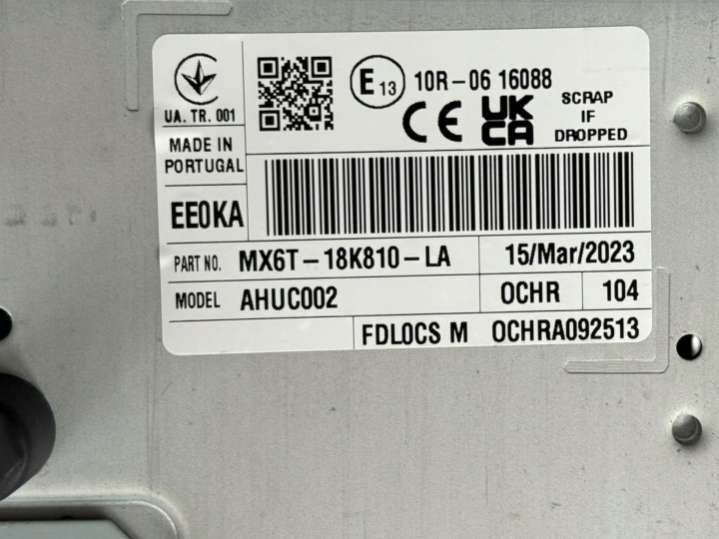 UA. TR. 001
E13 10R-06 16088
CE UK CA
SCRAP
IF
DROPPED
MADE IN
PORTUGAL
EE0KA
PART NO. MX6T-18K810-LA 15/Mar/2023
MODEL AHUC002 OCHR 104
FDLOCS M OCHRA092513